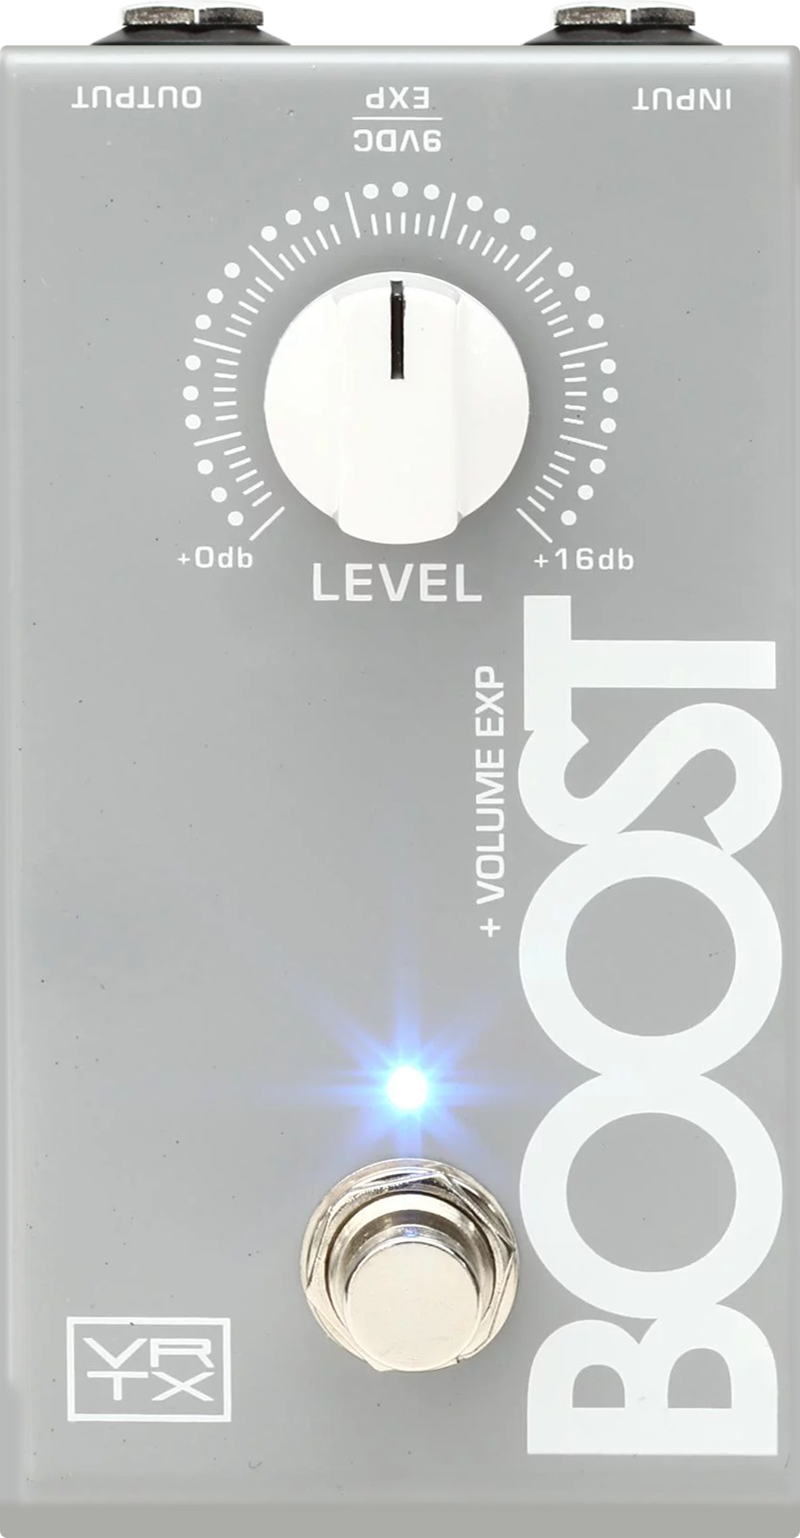 OUTPUT
EXP
9VDC
INPUT
+0db
LEVEL
+16db
+ VOLUME EXP
BOOST
VR
TX